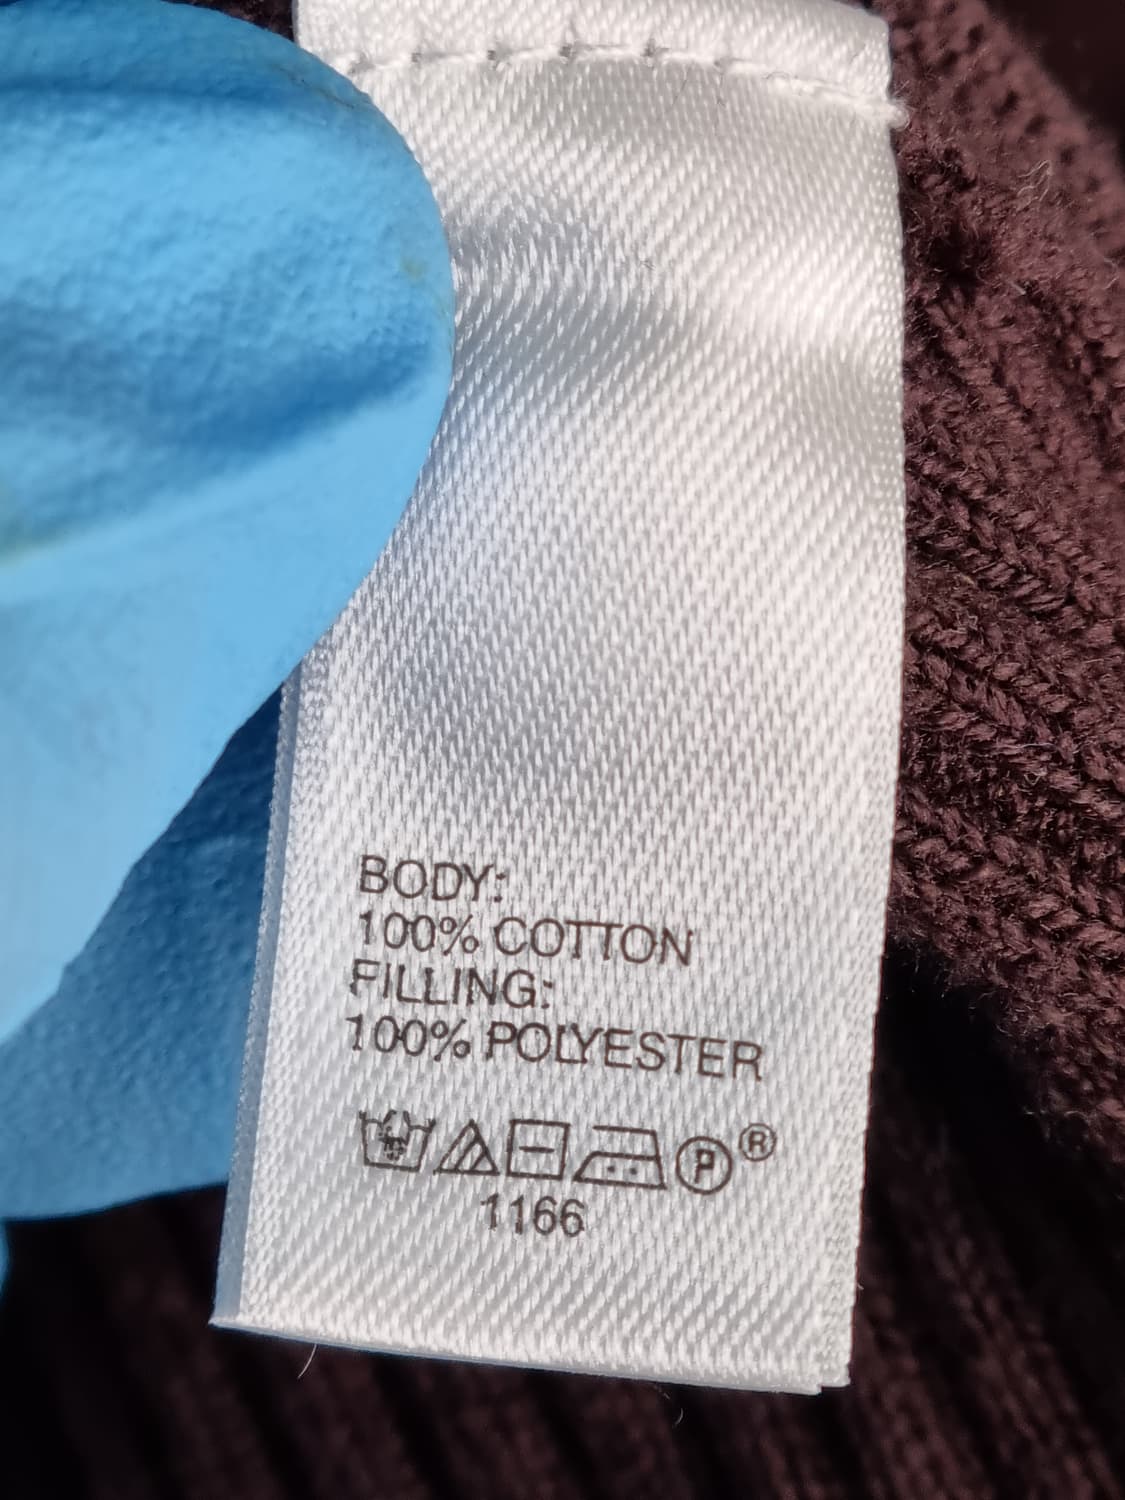 BODY:
100% COTTON
FILLING:
100% POLYESTER
P ®
1166